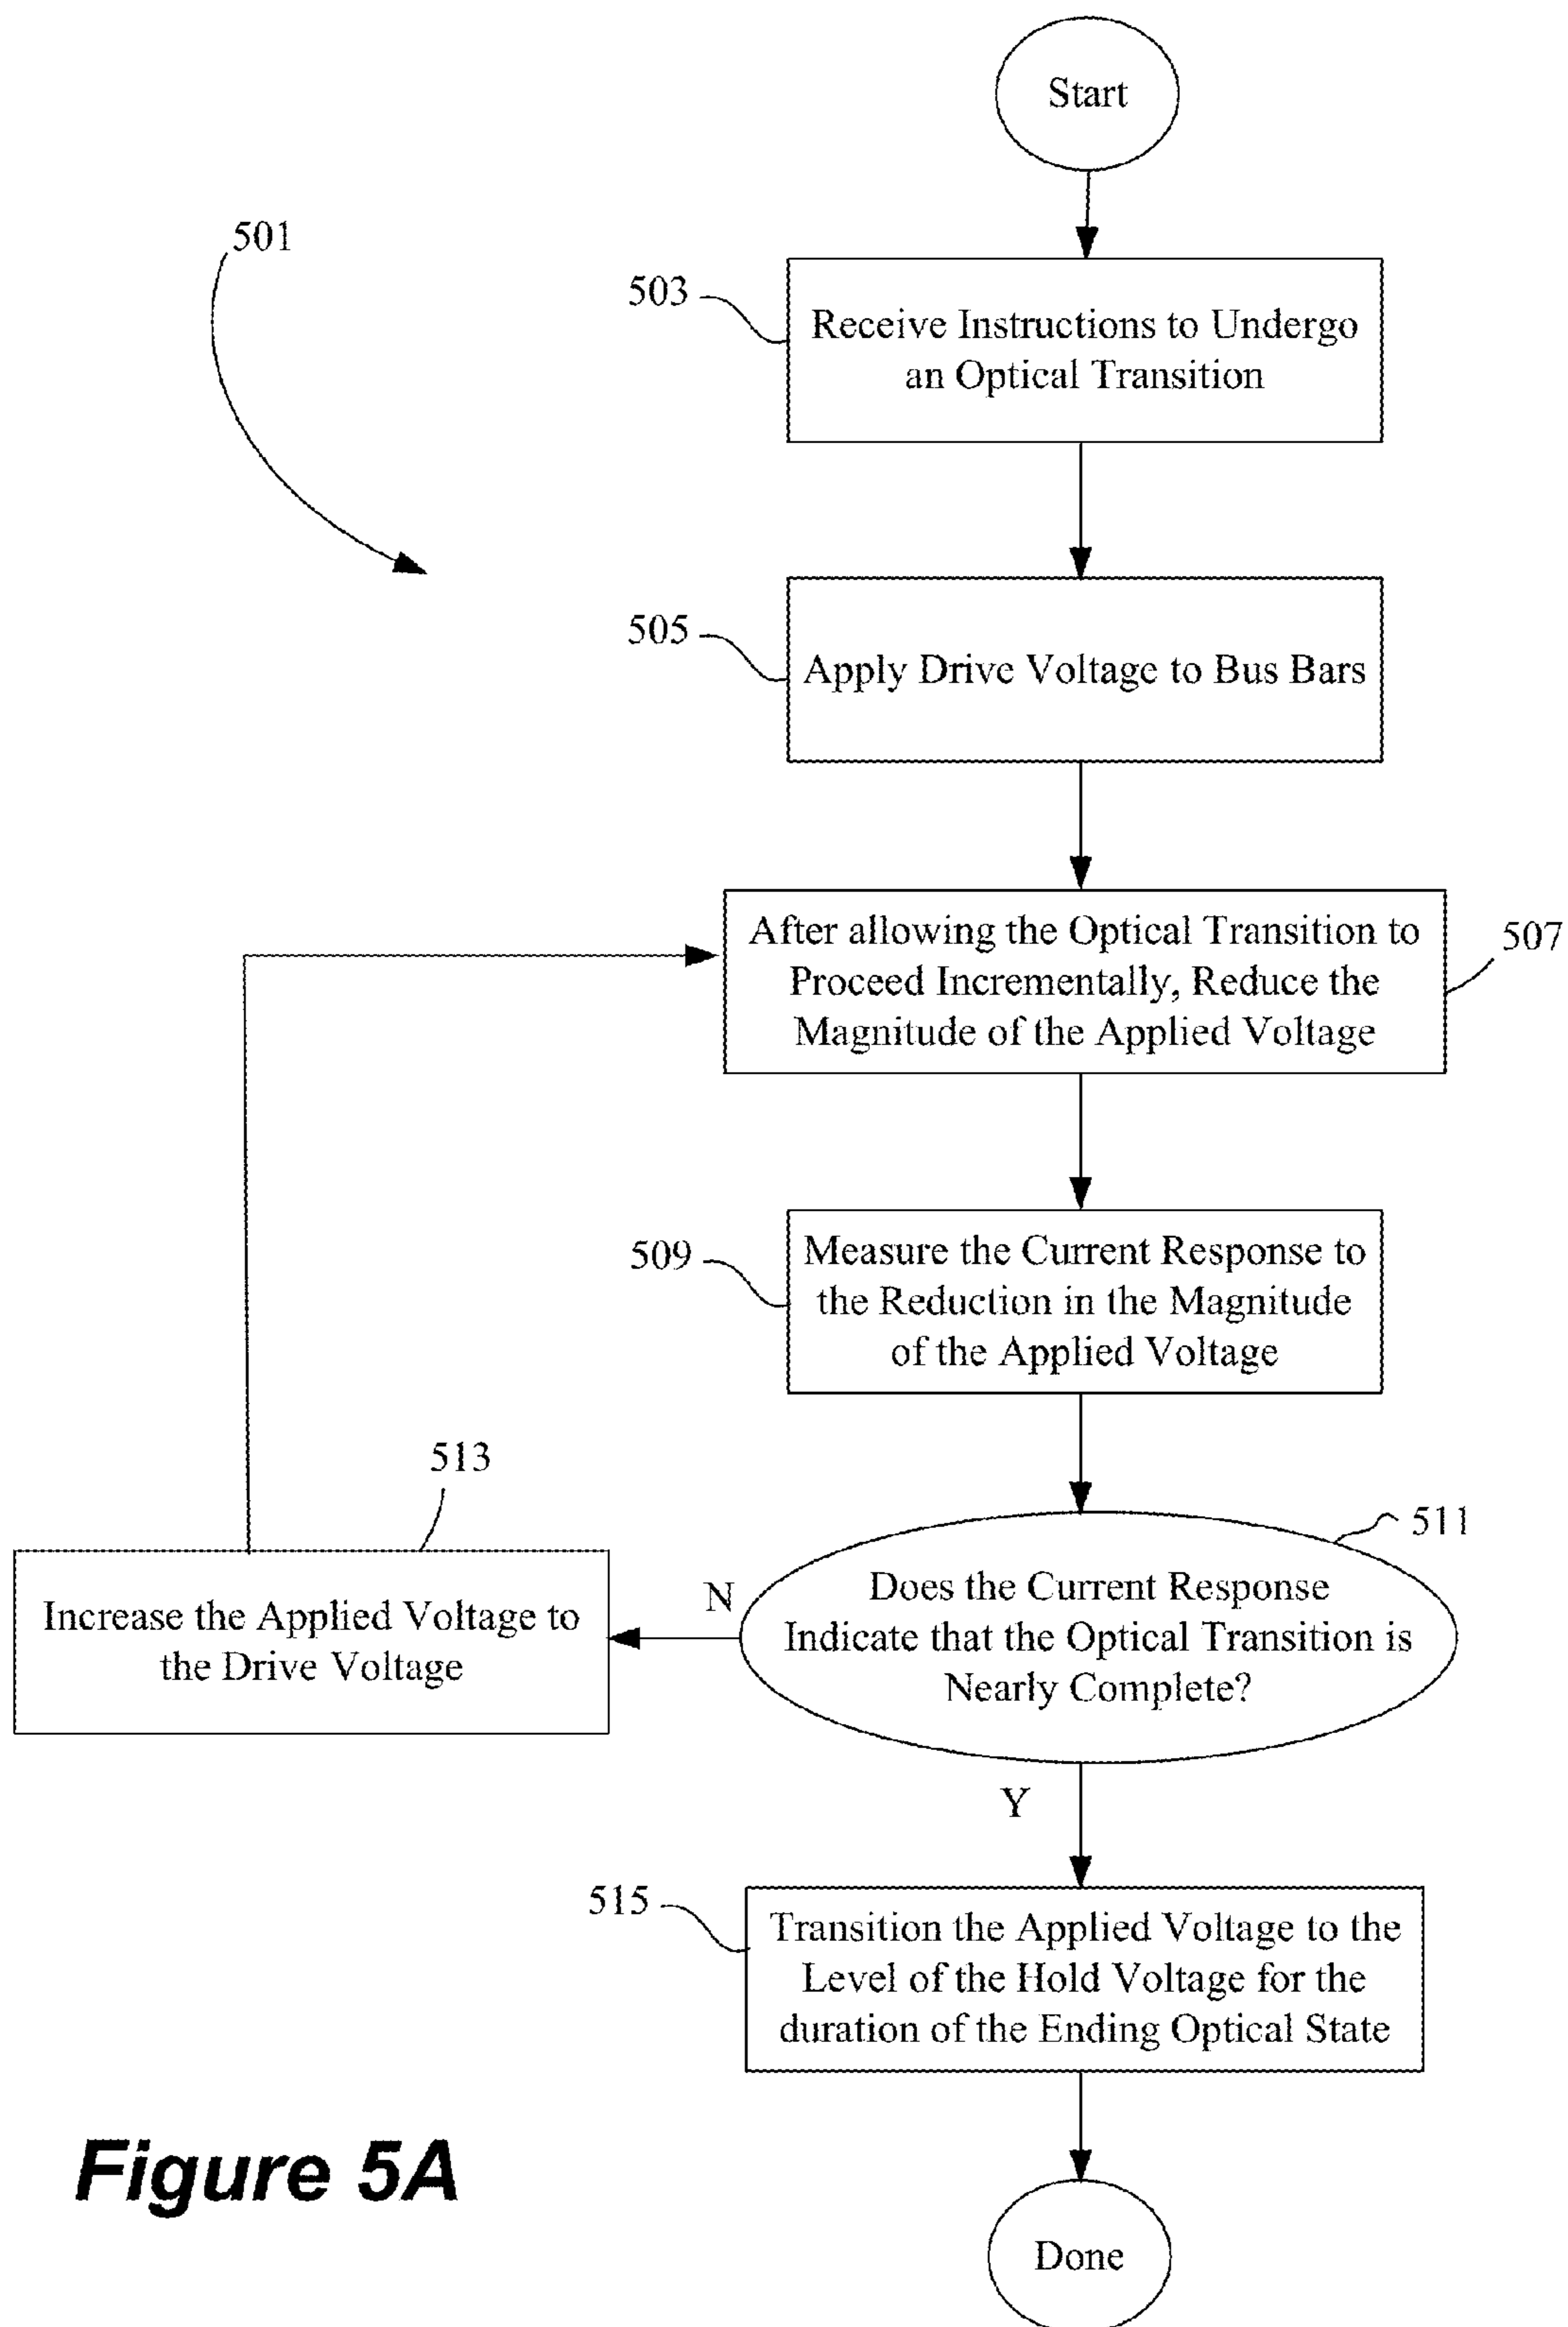 Start
501
503
Receive Instructions to Undergo
an Optical Transition
505
Apply Drive Voltage to Bus Bars
After allowing the Optical Transition to
Proceed Incrementally, Reduce the
Magnitude of the Applied Voltage
507
509
Measure the Current Response to
the Reduction in the Magnitude
of the Applied Voltage
513
511
Increase the Applied Voltage to
the Drive Voltage
N
Does the Current Response
Indicate that the Optical Transition is
Nearly Complete?
Y
515
Transition the Applied Voltage to the
Level of the Hold Voltage for the
duration of the Ending Optical State
Figure 5A
Done